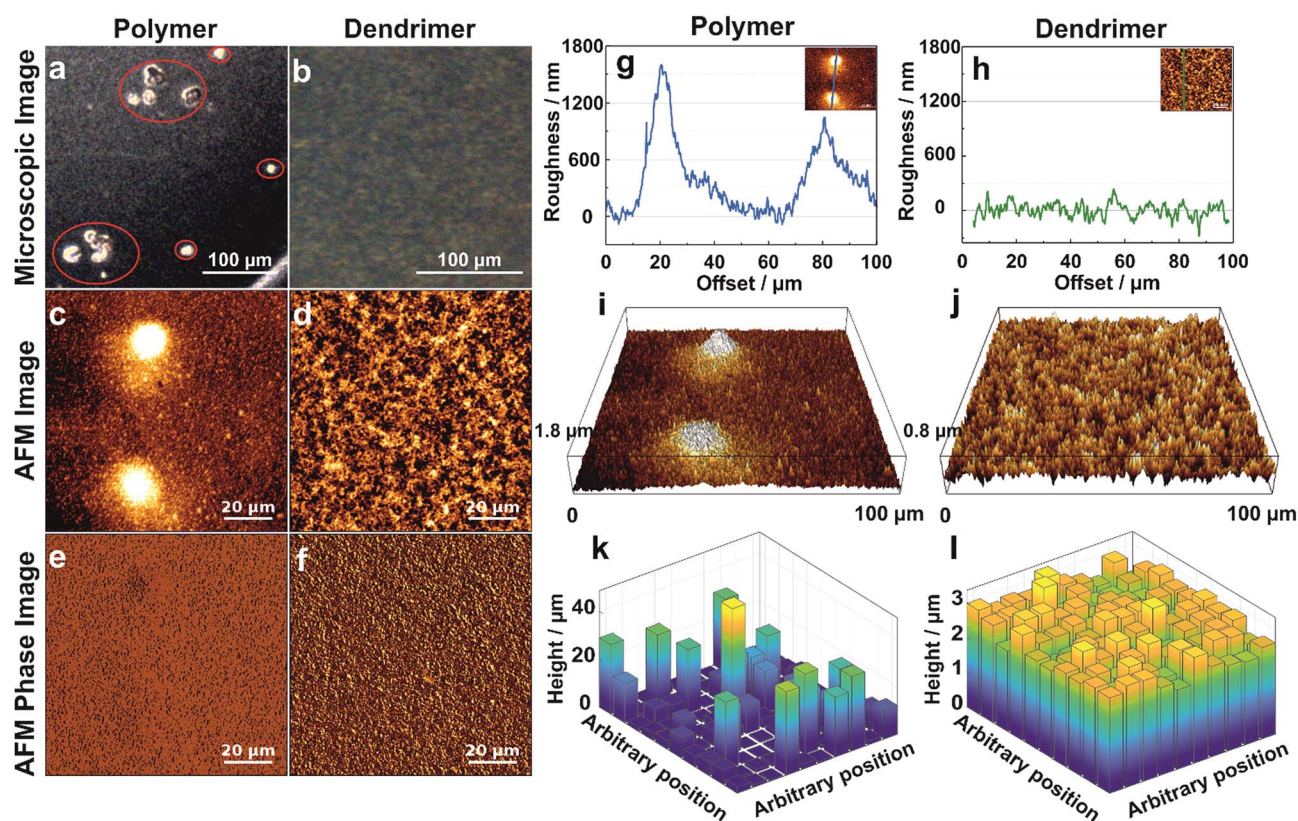 Polymer
Dendrimer
Polymer
Dendrimer
Microscopic Image
a
100 µm
b
100 µm
AFM Image
c
20 µm
d
20 µm
AFM Phase Image
e
20 µm
f
20 µm
g
Roughness / nm
1800
1200
600
0
0 20 40 60 80 100
Offset / µm
h
Roughness / nm
1800
1200
600
0
0 20 40 60 80 100
Offset / µm
i
1.8 µm
0
100 µm
j
0.8 µm
0
100 µm
k
Height / µm
40
20
0
Arbitrary position
Arbitrary position
l
Height / µm
3
2
1
0
Arbitrary position
Arbitrary position